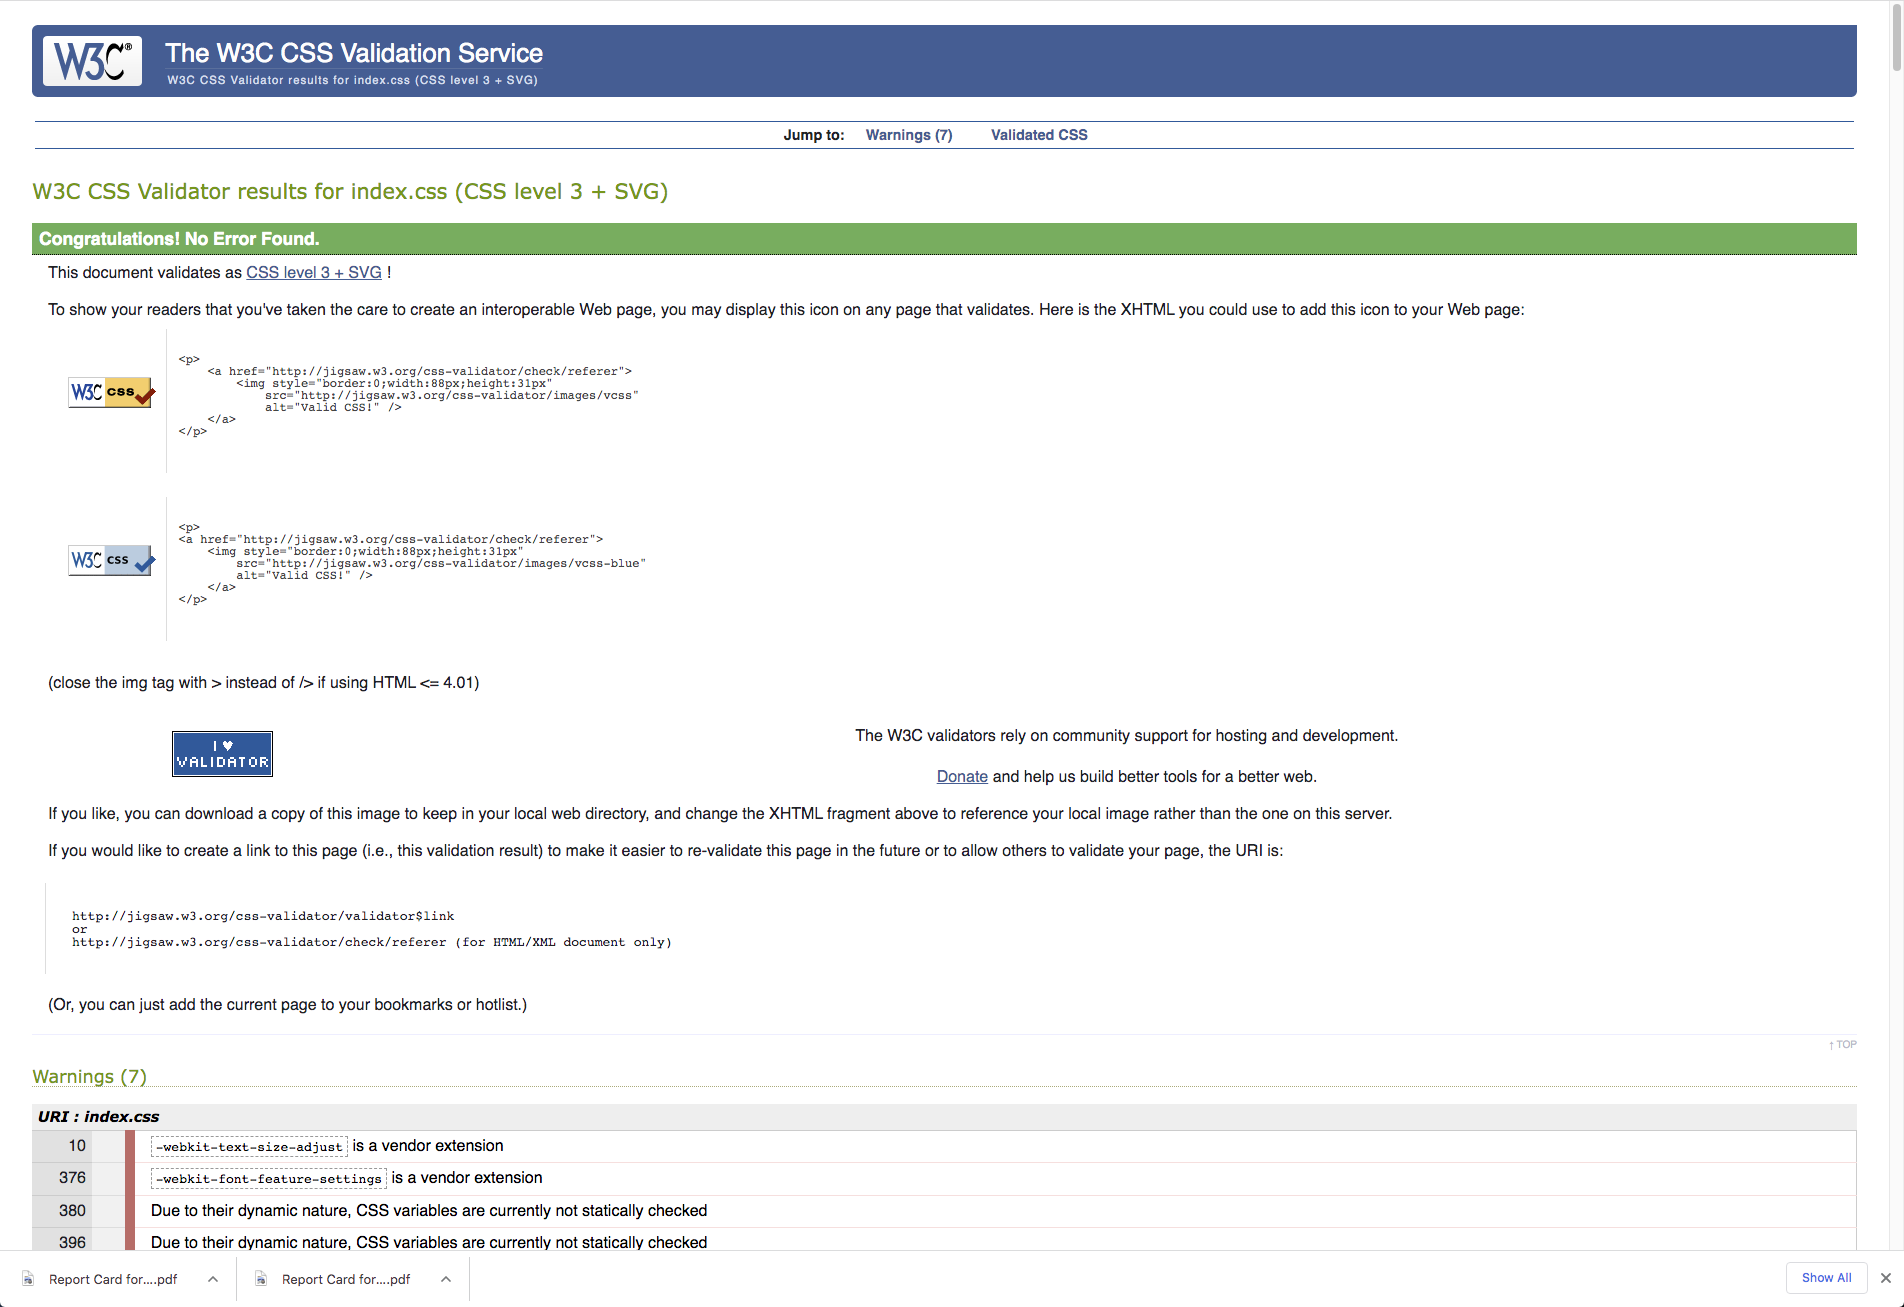 W3C®
The W3C CSS Validation Service
W3C CSS Validator results for index.css (CSS level 3 + SVG)
Jump to: Warnings (7) Validated CSS
W3C CSS Validator results for index.css (CSS level 3 + SVG)
Congratulations! No Error Found.
This document validates as CSS level 3 + SVG !
To show your readers that you've taken the care to create an interoperable Web page, you may display this icon on any page that validates. Here is the XHTML you could use to add this icon to your Web page:
W3C css
<p>
<a href="http://jigsaw.w3.org/css-validator/check/referer">
<img style="border:0;width:88px;height:31px"
src="http://jigsaw.w3.org/css-validator/images/vcss"
alt="Valid CSS!" />
</a>
</p>
W3C css
<p>
<a href="http://jigsaw.w3.org/css-validator/check/referer">
<img style="border:0;width:88px;height:31px"
src="http://jigsaw.w3.org/css-validator/images/vcss-blue"
alt="Valid CSS!" />
</a>
</p>
(close the img tag with > instead of /> if using HTML <= 4.01)
I ♥
VALIDATOR
The W3C validators rely on community support for hosting and development.
Donate and help us build better tools for a better web.
If you like, you can download a copy of this image to keep in your local web directory, and change the XHTML fragment above to reference your local image rather than the one on this server.
If you would like to create a link to this page (i.e., this validation result) to make it easier to re-validate this page in the future or to allow others to validate your page, the URI is:
http://jigsaw.w3.org/css-validator/validator$link
or
http://jigsaw.w3.org/css-validator/check/referer (for HTML/XML document only)
(Or, you can just add the current page to your bookmarks or hotlist.)
↑ TOP
Warnings (7)
URI : index.css
10 -webkit-text-size-adjust is a vendor extension
376 -webkit-font-feature-settings is a vendor extension
380 Due to their dynamic nature, CSS variables are currently not statically checked
396 Due to their dynamic nature, CSS variables are currently not statically checked
Report Card for....pdf Report Card for....pdf Show All